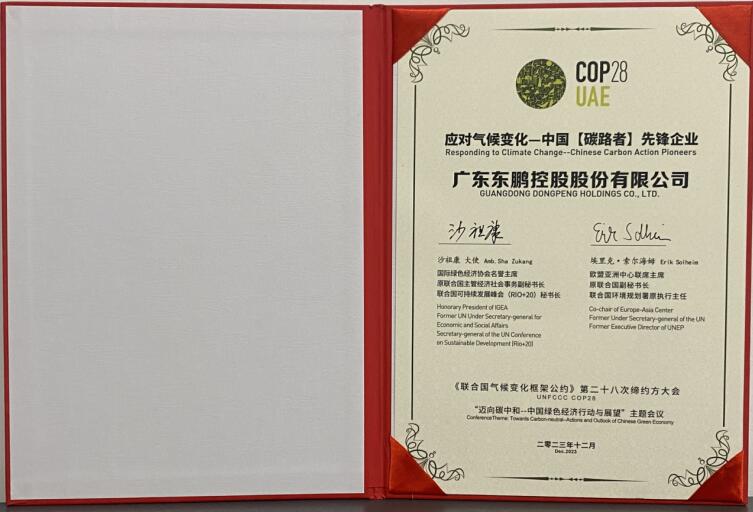 COP28
UAE
应对气候变化—中国【碳路者】先锋企业
Responding to Climate Change--Chinese Carbon Action Pioneers
广东东鹏控股股份有限公司
GUANGDONG DONGPENG HOLDINGS CO., LTD.
沙祖康
沙祖康 大使 Amb.Sha Zukang
国际绿色经济协会名誉主席
原联合国主管经济社会事务副秘书长
联合国可持续发展峰会（RIO+20）秘书长
Honorary President of IGEA
Former UN Under Secretary-general for
Economic and Social Affairs
Secretary-general of the UN Conference
on Sustainable Development (Rio+20)
Erik Solheim
埃里克·索尔海姆 Erik Solheim
欧盟亚洲中心联席主席
原联合国副秘书长
联合国环境规划署原执行主任
Co-chair of Europe-Asia Center
Former Under Secretary-general of the UN
Former Executive Director of UNEP
《联合国气候变化框架公约》第二十八次缔约方大会
UNFCCC COP28
“迈向碳中和--中国绿色经济行动与展望”主题会议
ConferenceTheme: Towards Carbon-neutral--Actions and Outlook of Chinese Green Economy
二零二三年十二月
Dec.2023